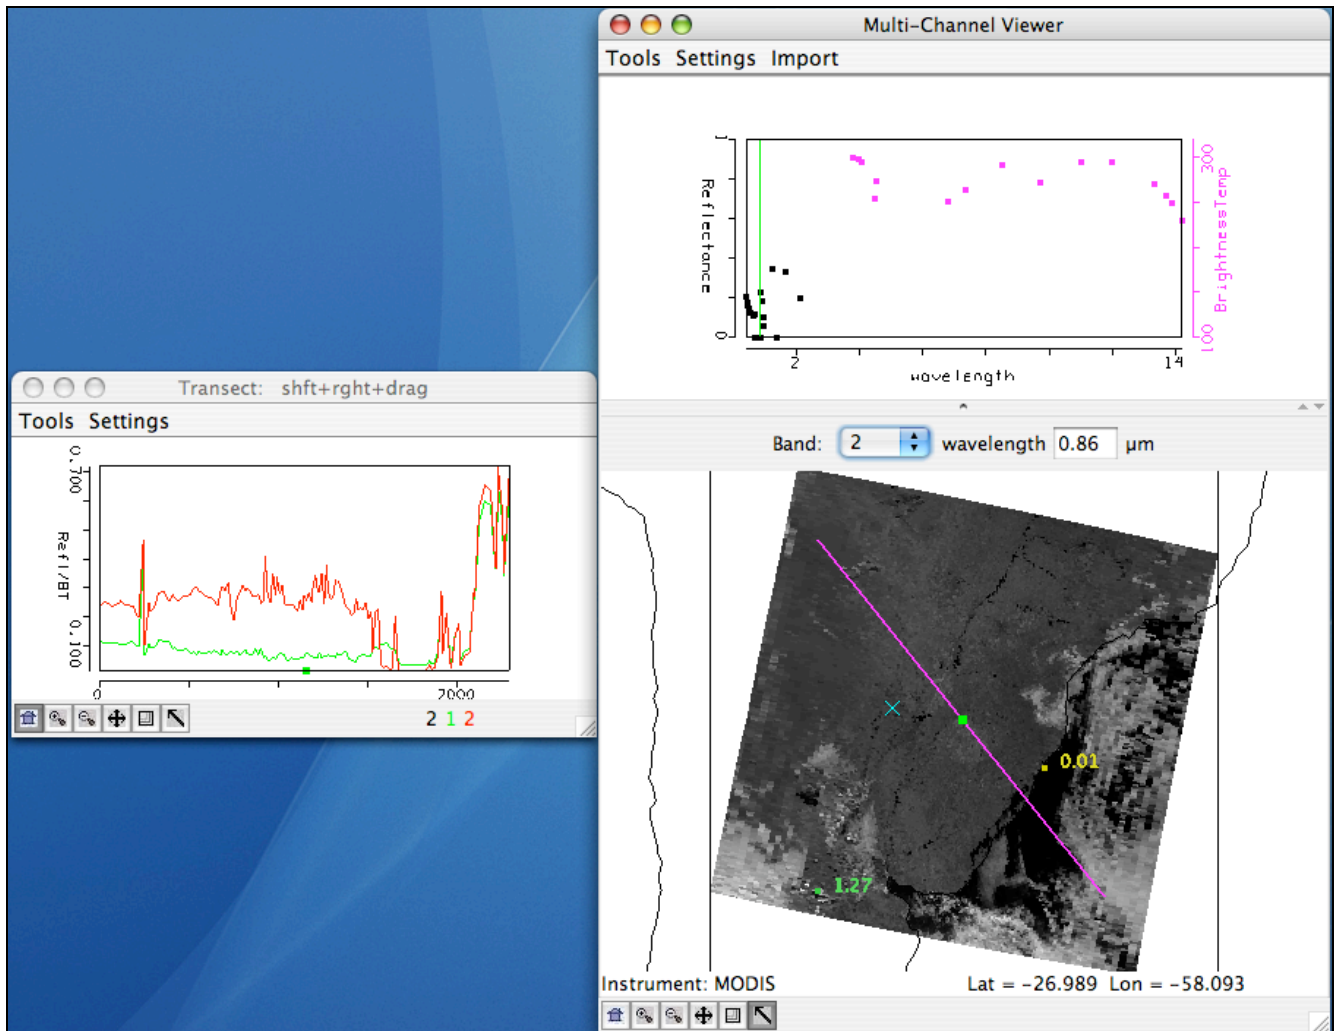 Multi-Channel Viewer
Tools Settings Import
1
Reflectance
0
300
BrightnessTemp
100
2
14
wavelength
Transect: shft+rght+drag
Tools Settings
0.700
Refl/BT
0.100
0
2000
2 1 2
Band: 2 wavelength 0.86 µm
0.01
1.27
Instrument: MODIS Lat = -26.989 Lon = -58.093